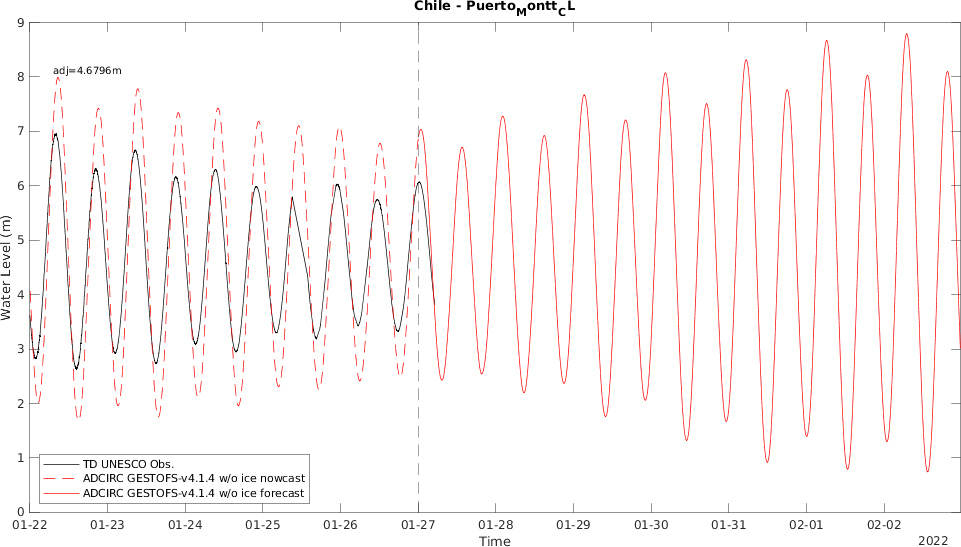 Chile - Puerto_Montt_CL
9
8
7
6
5
4
3
2
1
0
Water Level (m)
adj=4.6796m
TD UNESCO Obs.
ADCIRC GESTOFS-v4.1.4 w/o ice nowcast
ADCIRC GESTOFS-v4.1.4 w/o ice forecast
01-22 01-23 01-24 01-25 01-26 01-27 01-28 01-29 01-30 01-31 02-01 02-02
Time
2022